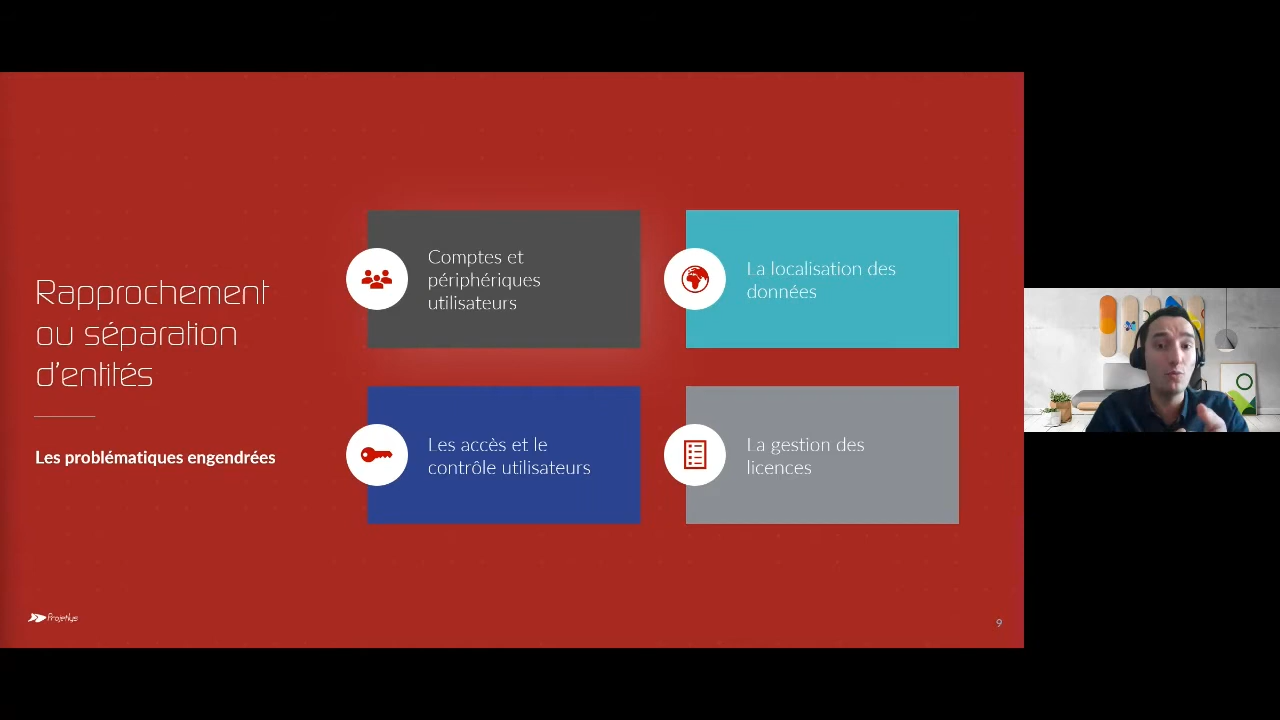 Rapprochement
ou séparation
d'entités
Les problématiques engendrées
Comptes et
périphériques
utilisateurs
La localisation des
données
Les accès et le
contrôle utilisateurs
La gestion des
licences
Projetlys
9